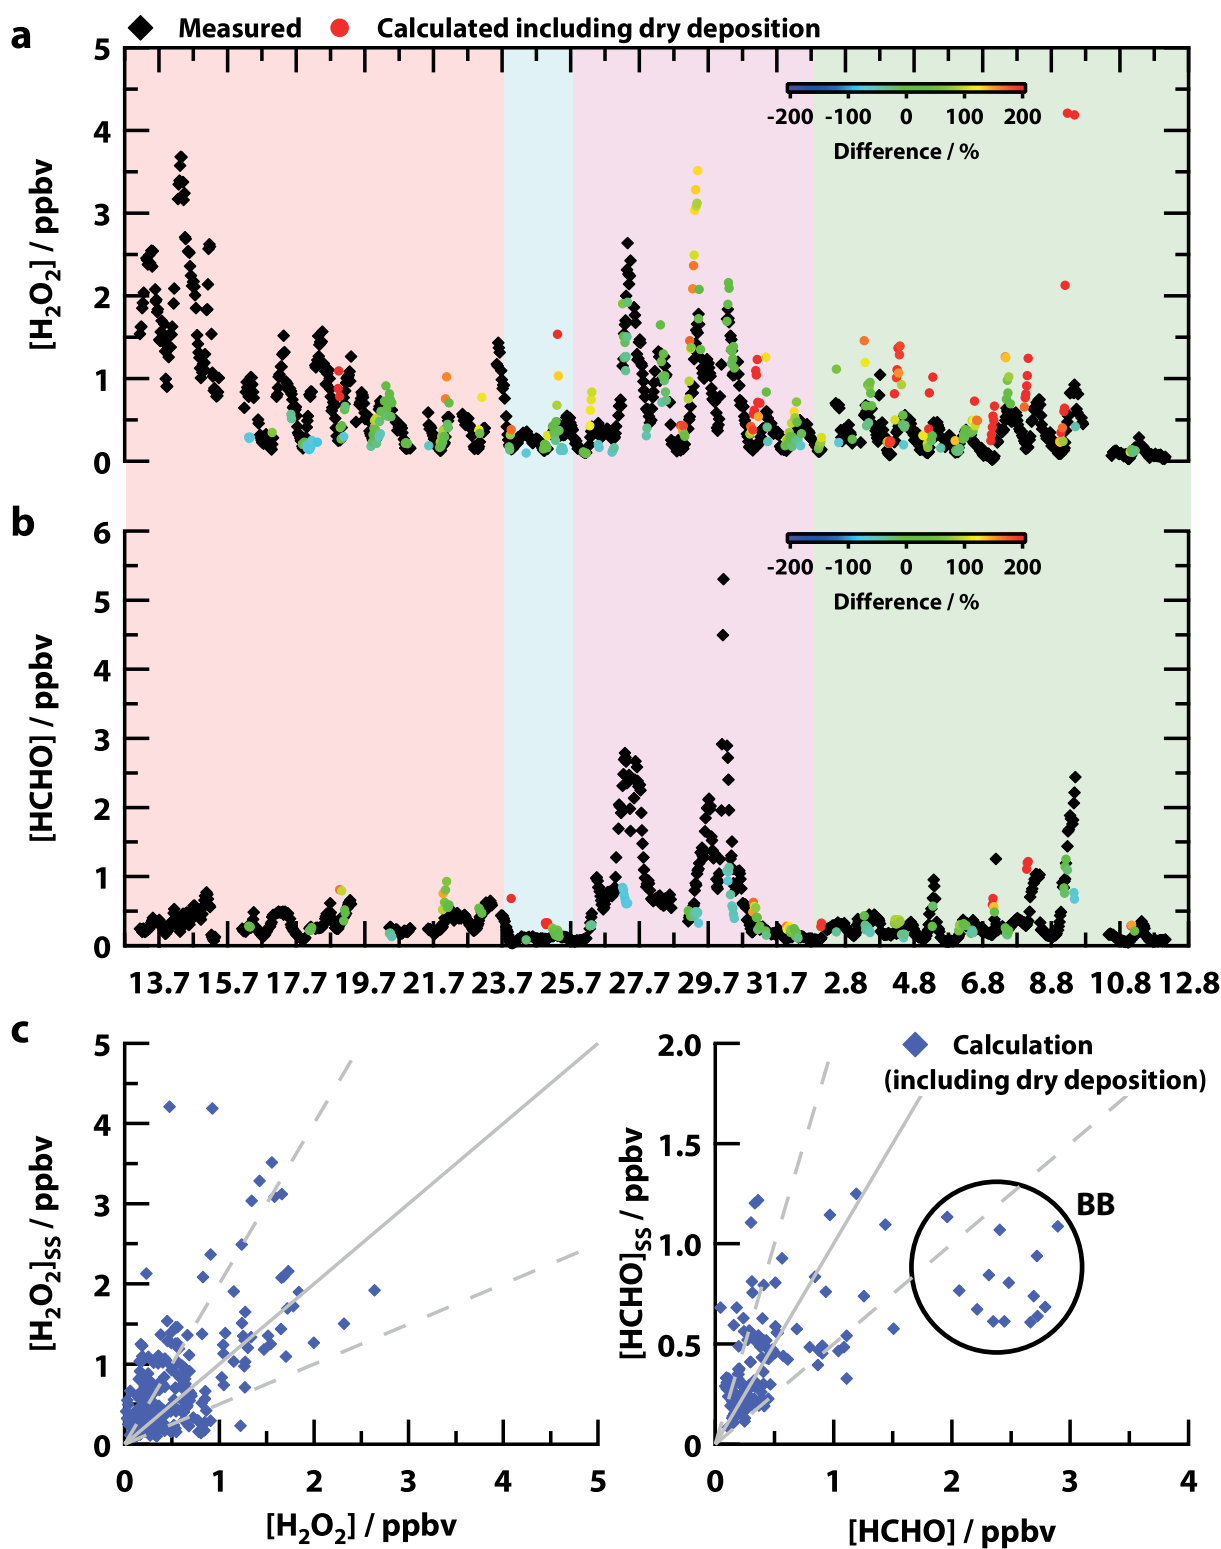 a
Measured
Calculated including dry deposition
5
4
3
2
1
0
[H2O2] / ppbv
-200 -100 0 100 200
Difference / %
b
6
5
4
3
2
1
0
[HCHO] / ppbv
-200 -100 0 100 200
Difference / %
13.7 15.7 17.7 19.7 21.7 23.7 25.7 27.7 29.7 31.7 2.8 4.8 6.8 8.8 10.8 12.8
c
5
4
3
2
1
0
[H2O2]SS / ppbv
0 1 2 3 4 5
[H2O2] / ppbv
2.0
1.5
1.0
0.5
0
[HCHO]SS / ppbv
Calculation
(including dry deposition)
BB
0 1 2 3 4
[HCHO] / ppbv